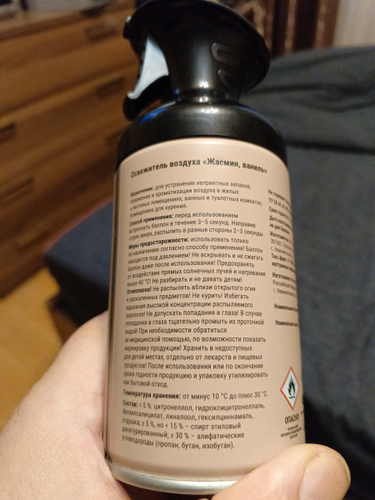 Освежитель воздуха «Жасмин, ваниль»
Назначение: для устранения неприятных запахов,
освежения и ароматизации воздуха в жилых
и бытовых помещениях, ванных и туалетных комнатах,
помещениях для курения.
Способ применения: перед использованием
встряхнуть баллон в течение 3–5 секунд. Направив
струю вверх, распылить в разные стороны 2–3 секунды.
Меры предосторожности: использовать только
по назначению согласно способу применения! Баллон
находится под давлением! Не вскрывать и не сжигать
баллон даже после использования! Предохранять
от воздействия прямых солнечных лучей и нагревания
выше 40 °С! Не разбирать и не давать детям!
Огнеопасно! Не распылять вблизи открытого огня
и раскаленных предметов! Не курить! Избегать
вдыхания высокой концентрации распыляемого
аэрозоля! Не допускать попадания в глаза! В случае
попадания в глаза тщательно промыть их проточной
водой! При необходимости обратиться
за медицинской помощью, по возможности показать
маркировку продукции! Хранить в недоступных
для детей местах, отдельно от лекарств и пищевых
продуктов! После использования или по окончании
срока годности продукцию и упаковку утилизировать
как бытовой отход.
Температура хранения: от минус 10 °С до плюс 30 °С.
Состав: < 5 %: цитронеллол, гидроксицитронеллаль,
бензилсалицилат, линалоол, гексилциннамаль,
отдушка; ≥ 5 %, но < 15 % – спирт этиловый
денатурированный; ≥ 30 % – алифатические
углеводороды (пропан, бутан, изобутан).
ОПАСНО